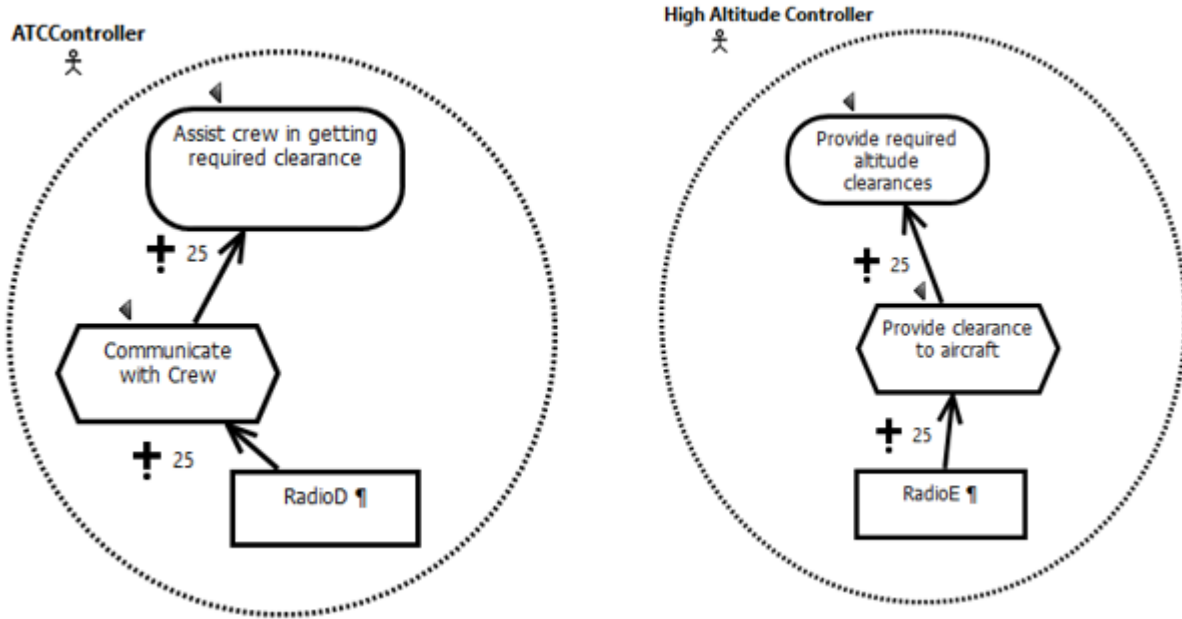 ATCController
Assist crew in getting
required clearance
25
Communicate
with Crew
25
RadioD ¶
High Altitude Controller
Provide required
altitude
clearances
25
Provide clearance
to aircraft
25
RadioE ¶